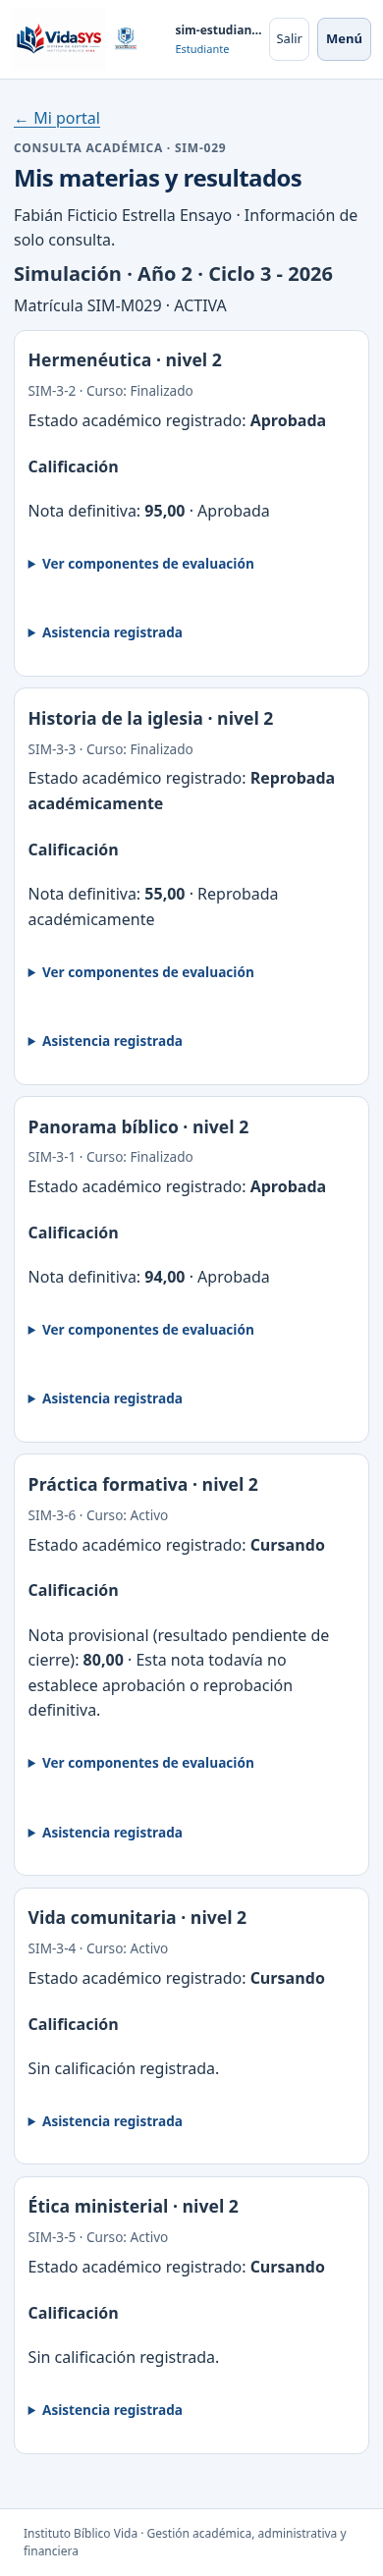 VidaSys
sim-estudian...
Estudiante
Salir
Menú
← Mi portal
CONSULTA ACADÉMICA · SIM-029
Mis materias y resultados
Fabián Ficticio Estrella Ensayo · Información de
solo consulta.
Simulación · Año 2 · Ciclo 3 - 2026
Matrícula SIM-M029 · ACTIVA
Hermenéutica · nivel 2
SIM-3-2 · Curso: Finalizado
Estado académico registrado: Aprobada
Calificación
Nota definitiva: 95,00 · Aprobada
▶ Ver componentes de evaluación
▶ Asistencia registrada
Historia de la iglesia · nivel 2
SIM-3-3 · Curso: Finalizado
Estado académico registrado: Reprobada
académicamente
Calificación
Nota definitiva: 55,00 · Reprobada
académicamente
▶ Ver componentes de evaluación
▶ Asistencia registrada
Panorama bíblico · nivel 2
SIM-3-1 · Curso: Finalizado
Estado académico registrado: Aprobada
Calificación
Nota definitiva: 94,00 · Aprobada
▶ Ver componentes de evaluación
▶ Asistencia registrada
Práctica formativa · nivel 2
SIM-3-6 · Curso: Activo
Estado académico registrado: Cursando
Calificación
Nota provisional (resultado pendiente de
cierre): 80,00 · Esta nota todavía no
establece aprobación o reprobación
definitiva.
▶ Ver componentes de evaluación
▶ Asistencia registrada
Vida comunitaria · nivel 2
SIM-3-4 · Curso: Activo
Estado académico registrado: Cursando
Calificación
Sin calificación registrada.
▶ Asistencia registrada
Ética ministerial · nivel 2
SIM-3-5 · Curso: Activo
Estado académico registrado: Cursando
Calificación
Sin calificación registrada.
▶ Asistencia registrada
Instituto Bíblico Vida · Gestión académica, administrativa y
financiera